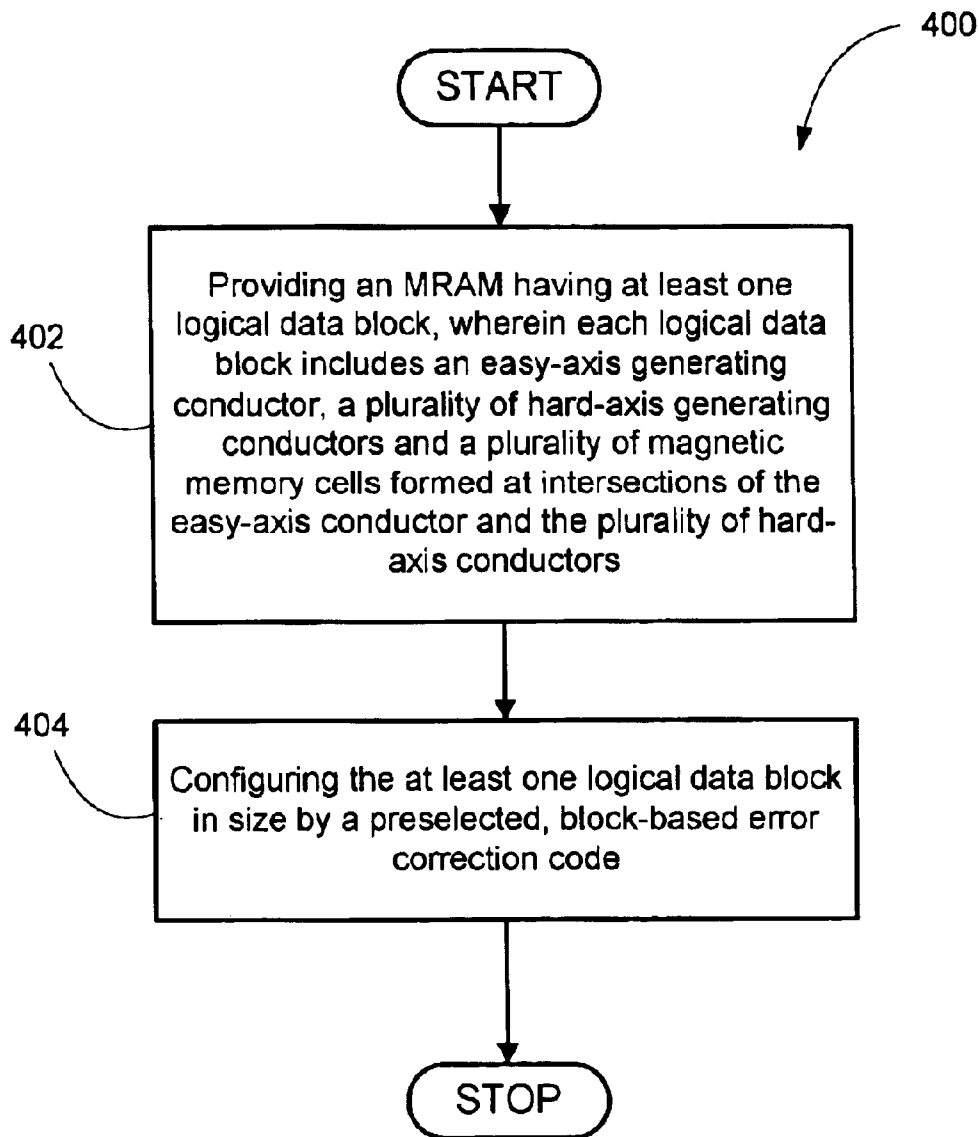 400
START
402
Providing an MRAM having at least one
logical data block, wherein each logical data
block includes an easy-axis generating
conductor, a plurality of hard-axis generating
conductors and a plurality of magnetic
memory cells formed at intersections of the
easy-axis conductor and the plurality of hard-
axis conductors
404
Configuring the at least one logical data block
in size by a preselected, block-based error
correction code
STOP